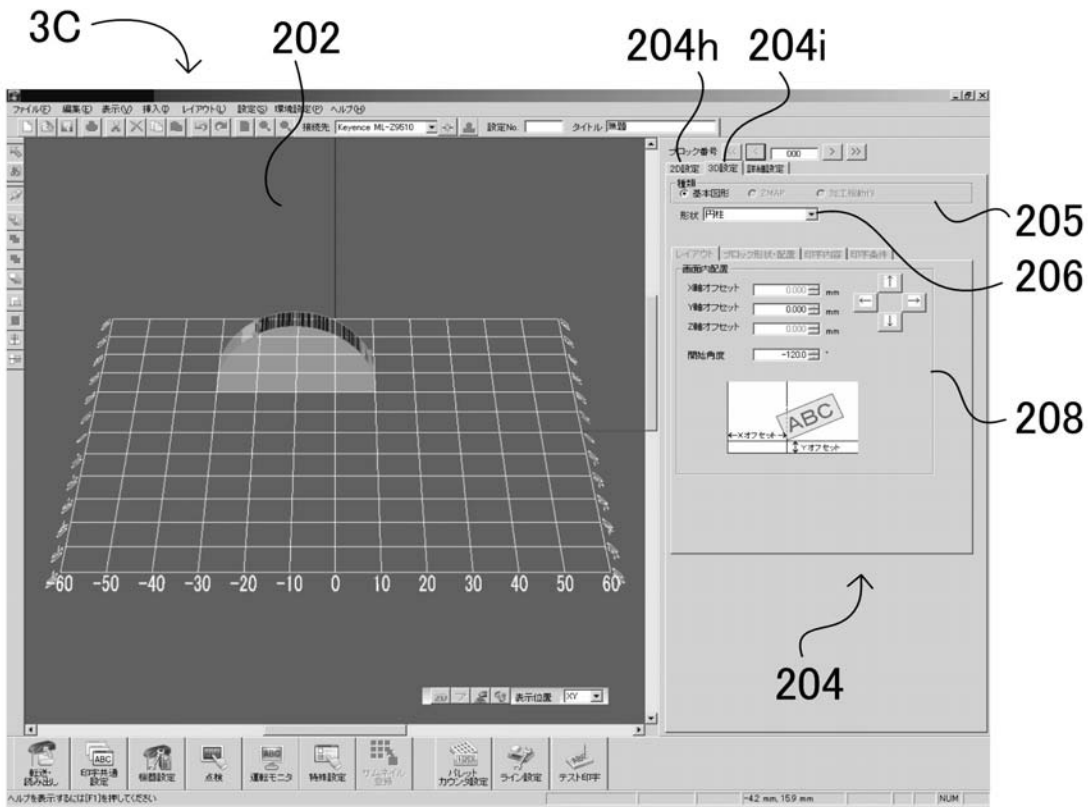 3C
202
204h 204i
ファイル(F) 編集(E) 表示(V) 挿入(I) レイアウト(L) 設定(S) 環境設定(P) ヘルプ(H)
接続先 Keyence ML-Z9510 設定No. タイトル 無題
ブロック番号 << < 000 > >>
2D設定 3D設定 詳細設定
種類
基本図形 ZMAP 加工機動作
205
形状 円柱
206
レイアウト ブロック形状・配置 印字内容 印字条件
画面内配置
X軸オフセット 0.000 mm
Y軸オフセット 0.000 mm
Z軸オフセット 0.000 mm
↑ ← → ↓
開始角度 -120.0 °
208
ABC
←Xオフセット→
Yオフセット
-60 -50 -40 -30 -20 -10 0 10 20 30 40 50 60
204
2D 表示位置 XY
転送・読み出し 印字共通設定 機器設定 点検 運転モニタ 特殊設定 サムネイル登録 パレットカウンタ設定 ライン設定 テスト印字
ヘルプを表示するには[F1]を押してください -4.2 mm, 15.9 mm NUM